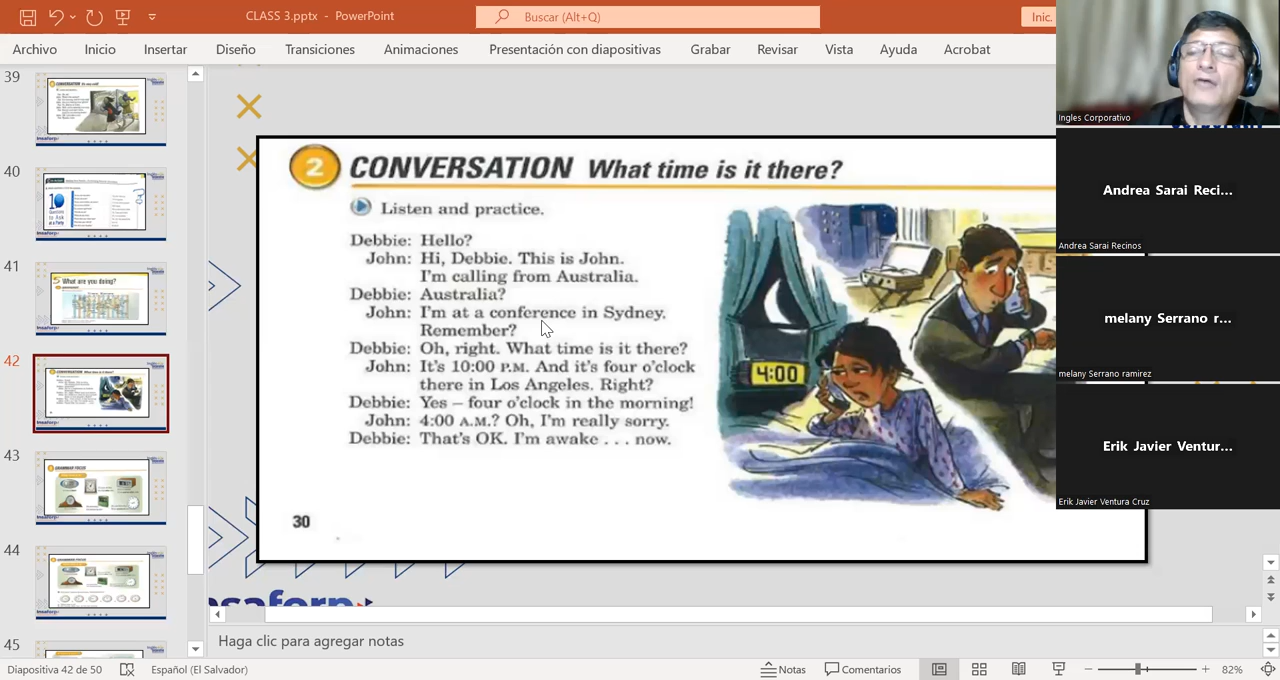 CLASS 3.pptx - PowerPoint
Buscar (Alt+Q)
Inic.
Archivo Inicio Insertar Diseño Transiciones Animaciones Presentación con diapositivas Grabar Revisar Vista Ayuda Acrobat
Ingles Corporativo
Andrea Sarai Reci...
Andrea Sarai Recinos
melany Serrano r...
melany Serrano ramirez
Erik Javier Ventur...
Erik Javier Ventura Cruz
39
40
41
What are you doing?
42
43
44
45
2 CONVERSATION What time is it there?
Listen and practice.
Debbie: Hello?
John: Hi, Debbie. This is John.
I'm calling from Australia.
Debbie: Australia?
John: I'm at a conference in Sydney.
Remember?
Debbie: Oh, right. What time is it there?
John: It's 10:00 P.M. And it's four o'clock
there in Los Angeles. Right?
Debbie: Yes – four o'clock in the morning!
John: 4:00 A.M.? Oh, I'm really sorry.
Debbie: That's OK. I'm awake . . . now.
4:00
30
nsaforp
Haga clic para agregar notas
Diapositiva 42 de 50
Español (El Salvador)
Notas
Comentarios
82%